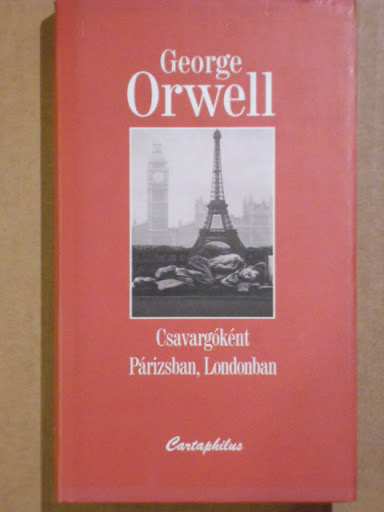 George
Orwell
Csavargóként
Párizsban, Londonban
Cartaphilus